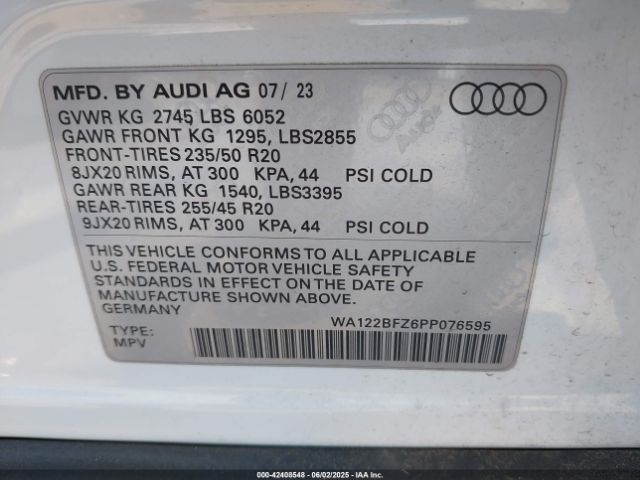 MFD. BY AUDI AG 07/ 23
GVWR KG 2745 LBS 6052
GAWR FRONT KG 1295, LBS2855
FRONT-TIRES 235/50 R20
8JX20 RIMS, AT 300 KPA, 44 PSI COLD
GAWR REAR KG 1540, LBS3395
REAR-TIRES 255/45 R20
9JX20 RIMS, AT 300 KPA, 44 PSI COLD
THIS VEHICLE CONFORMS TO ALL APPLICABLE
U.S. FEDERAL MOTOR VEHICLE SAFETY
STANDARDS IN EFFECT ON THE DATE OF
MANUFACTURE SHOWN ABOVE.
GERMANY
WA122BFZ6PP076595
TYPE:
MPV
000-42408548 - 06/02/2025 - IAAI.com